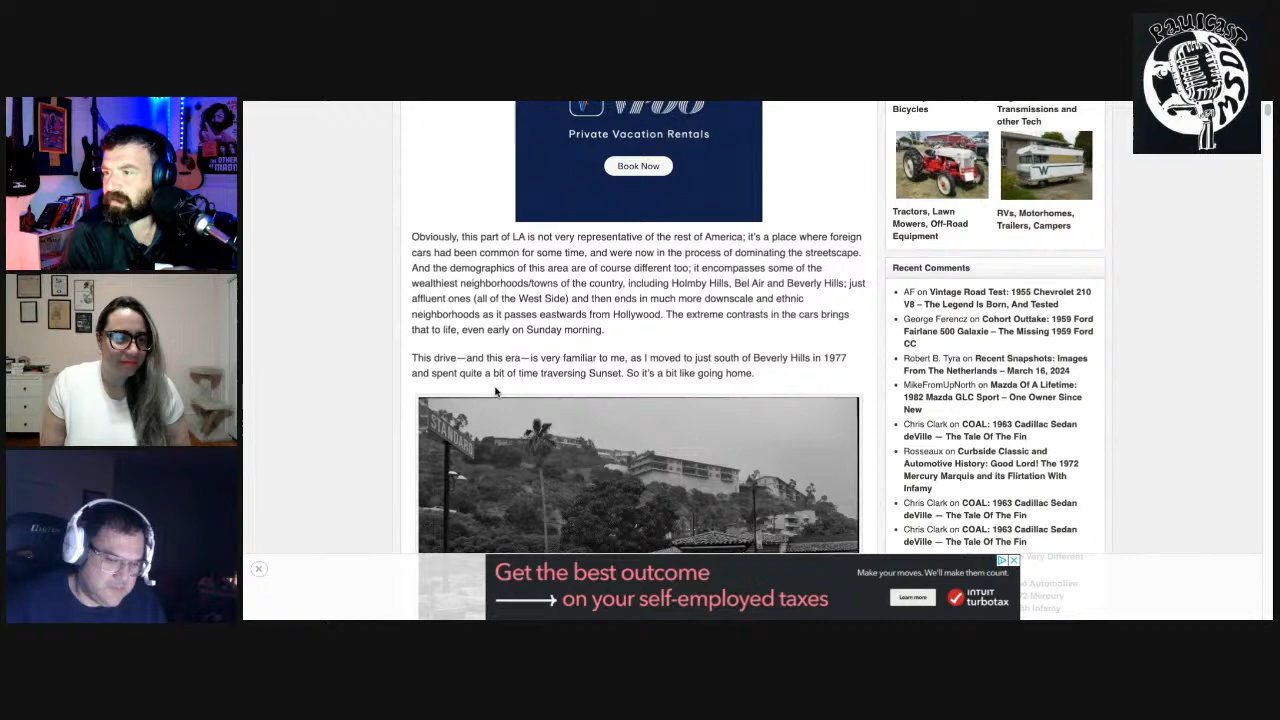 PAULCAST
VRBO
Private Vacation Rentals
Book Now
Obviously, this part of LA is not very representative of the rest of America; it's a place where foreign
cars had been common for some time, and were now in the process of dominating the streetscape.
And the demographics of this area are of course different too; it encompasses some of the
wealthiest neighborhoods/towns of the country, including Holmby Hills, Bel Air and Beverly Hills; just
affluent ones (all of the West Side) and then ends in much more downscale and ethnic
neighborhoods as it passes eastwards from Hollywood. The extreme contrasts in the cars brings
that to life, even early on Sunday morning.
This drive—and this era—is very familiar to me, as I moved to just south of Beverly Hills in 1977
and spent quite a bit of time traversing Sunset. So it's a bit like going home.
STANDARD
Bicycles
Transmissions and
other Tech
Tractors, Lawn
Mowers, Off-Road
Equipment
RVs, Motorhomes,
Trailers, Campers
Recent Comments
AF on Vintage Road Test: 1955 Chevrolet 210
V8 – The Legend Is Born, And Tested
George Ferencz on Cohort Outtake: 1959 Ford
Fairlane 500 Galaxie – The Missing 1959 Ford
CC
Robert B. Tyra on Recent Snapshots: Images
From The Netherlands – March 16, 2024
MikeFromUpNorth on Mazda Of A Lifetime:
1982 Mazda GLC Sport – One Owner Since
New
Chris Clark on COAL: 1963 Cadillac Sedan
deVille — The Tale Of The Fin
Rosseaux on Curbside Classic and
Automotive History: Good Lord! The 1972
Mercury Marquis and its Flirtation With
Infamy
Chris Clark on COAL: 1963 Cadillac Sedan
deVille — The Tale Of The Fin
Chris Clark on COAL: 1963 Cadillac Sedan
deVille — The Tale Of The Fin
Very Different
Automotive
Mercury
Infamy
Get the best outcome
on your self-employed taxes
Make your moves. We'll make them count.
Learn more
INTUIT
turbotax